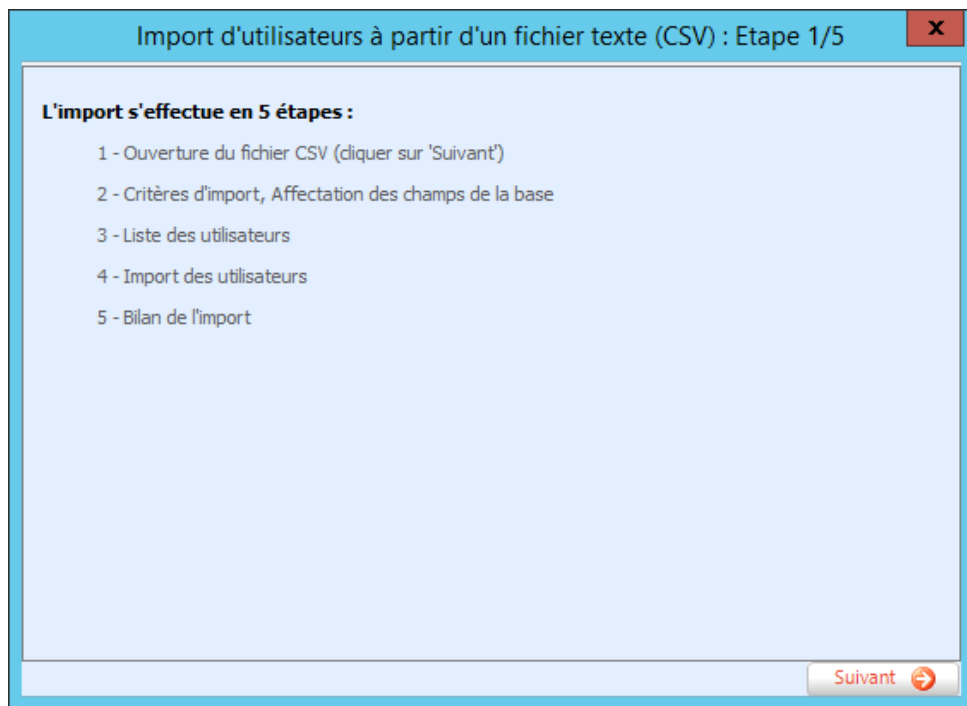 Import d'utilisateurs à partir d'un fichier texte (CSV) : Etape 1/5
x
L'import s'effectue en 5 étapes :
1 - Ouverture du fichier CSV (cliquer sur 'Suivant')
2 - Critères d'import, Affectation des champs de la base
3 - Liste des utilisateurs
4 - Import des utilisateurs
5 - Bilan de l'import
Suivant